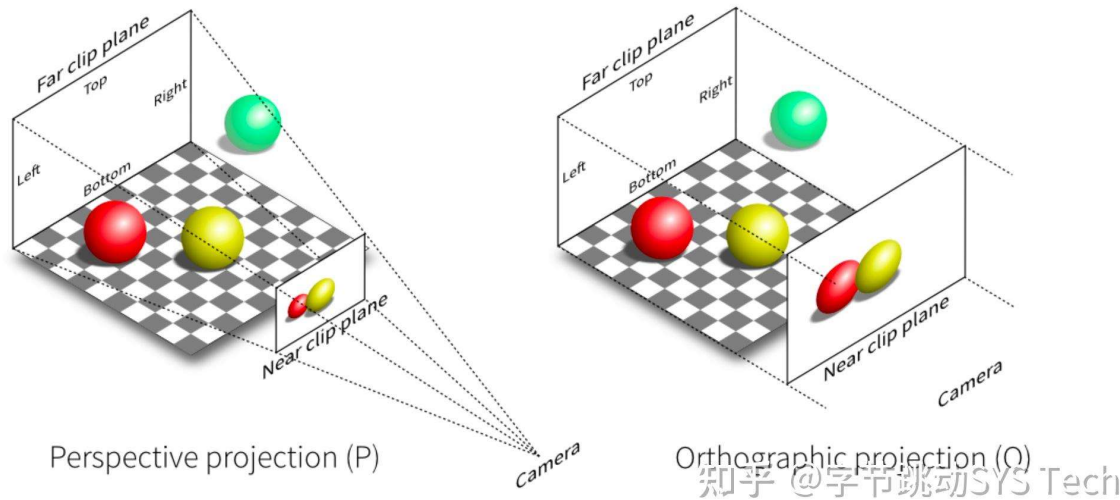 Far clip plane
Top
Right
Left
Bottom
Near clip plane
Camera
Perspective projection (P)
Far clip plane
Top
Right
Left
Bottom
Near clip plane
Camera
Orthographic projection (O)
知乎 @字节跳动SYS Tech